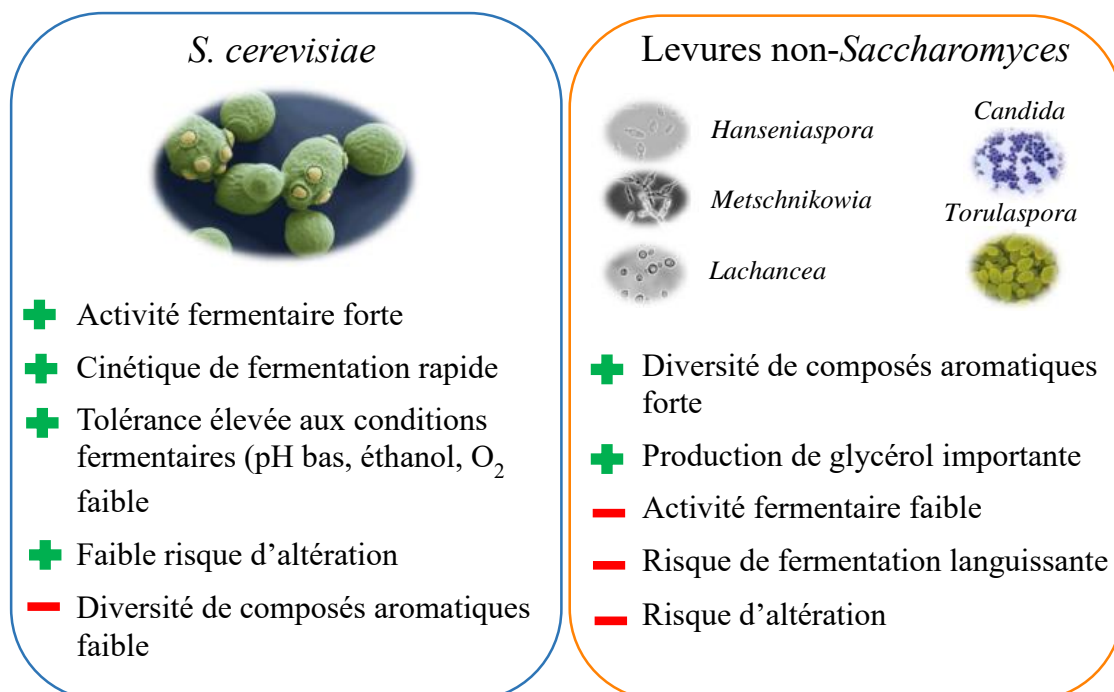 S. cerevisiae
Activité fermentaire forte
Cinétique de fermentation rapide
Tolérance élevée aux conditions
fermentaires (pH bas, éthanol, O₂
faible
Faible risque d'altération
Diversité de composés aromatiques
faible
Levures non-Saccharomyces
Hanseniaspora
Metschnikowia
Lachancea
Candida
Torulaspora
Diversité de composés aromatiques
forte
Production de glycérol importante
Activité fermentaire faible
Risque de fermentation languissante
Risque d'altération